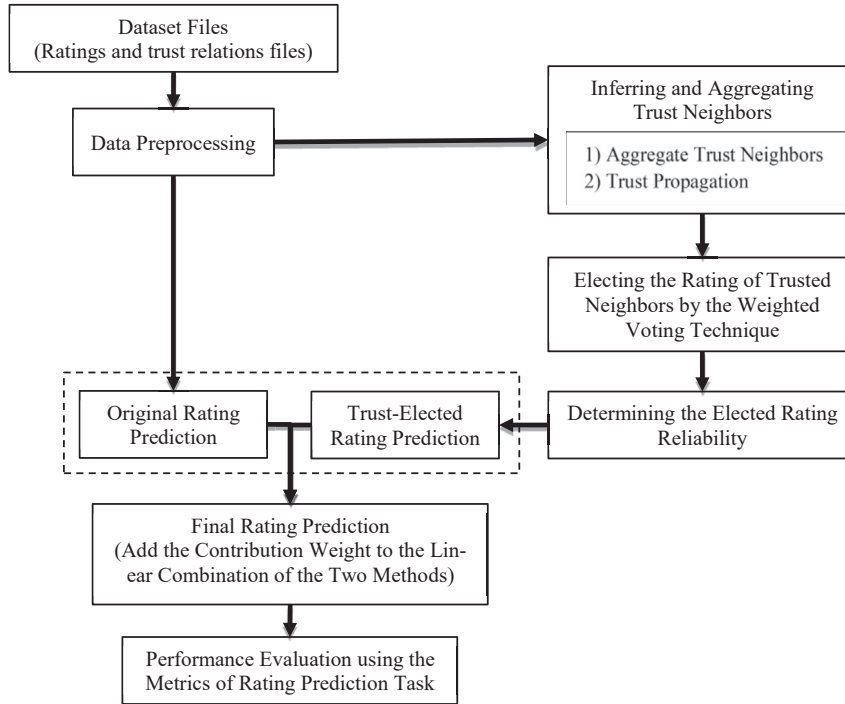 Dataset Files
(Ratings and trust relations files)
Data Preprocessing
Inferring and Aggregating
Trust Neighbors
1) Aggregate Trust Neighbors
2) Trust Propagation
Electing the Rating of Trusted
Neighbors by the Weighted
Voting Technique
Determining the Elected Rating
Reliability
Trust-Elected
Rating Prediction
Original Rating
Prediction
Final Rating Prediction
(Add the Contribution Weight to the Lin-
ear Combination of the Two Methods)
Performance Evaluation using the
Metrics of Rating Prediction Task